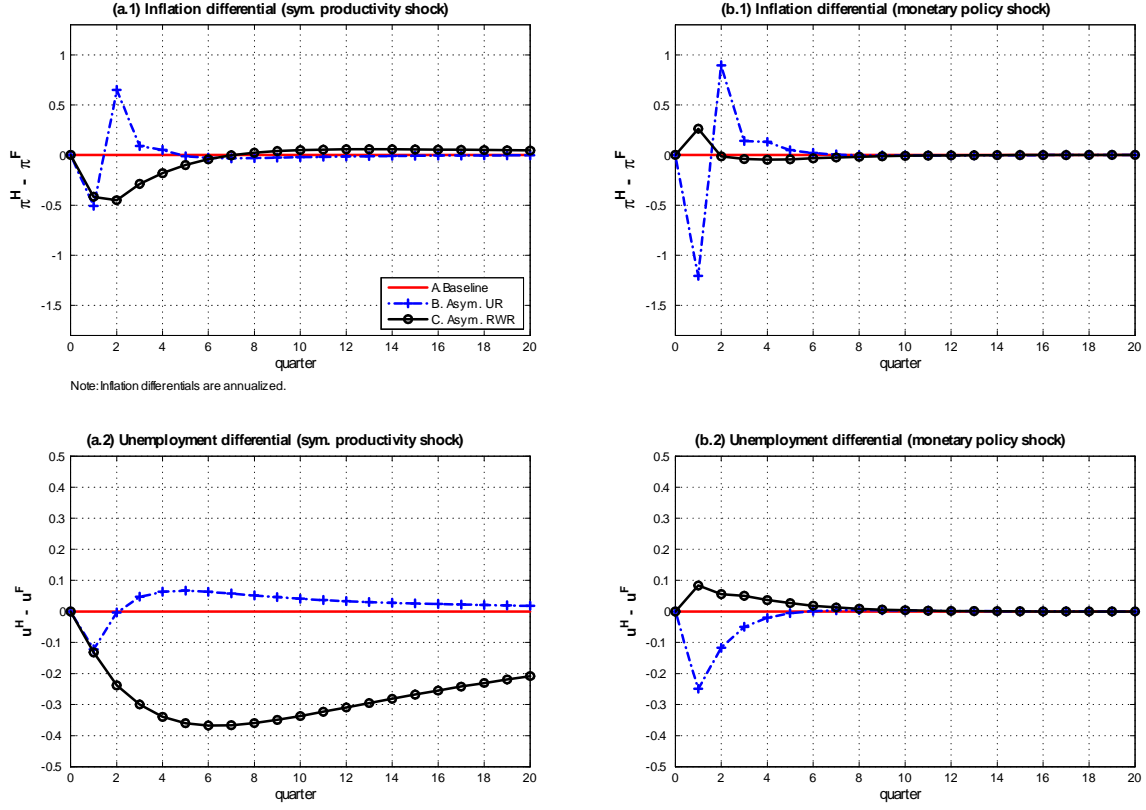 (a.1) Inflation differential (sym. productivity shock)
1
0.5
0
-0.5
-1
-1.5
π^H - π^F
0 2 4 6 8 10 12 14 16 18 20
quarter
A.Baseline
B. Asym. UR
C. Asym. RWR
Note: Inflation differentials are annualized.
(b.1) Inflation differential (monetary policy shock)
1
0.5
0
-0.5
-1
-1.5
π^H - π^F
0 2 4 6 8 10 12 14 16 18 20
quarter
(a.2) Unemployment differential (sym. productivity shock)
0.5
0.4
0.3
0.2
0.1
0
-0.1
-0.2
-0.3
-0.4
-0.5
u^H - u^F
0 2 4 6 8 10 12 14 16 18 20
quarter
(b.2) Unemployment differential (monetary policy shock)
0.5
0.4
0.3
0.2
0.1
0
-0.1
-0.2
-0.3
-0.4
-0.5
u^H - u^F
0 2 4 6 8 10 12 14 16 18 20
quarter